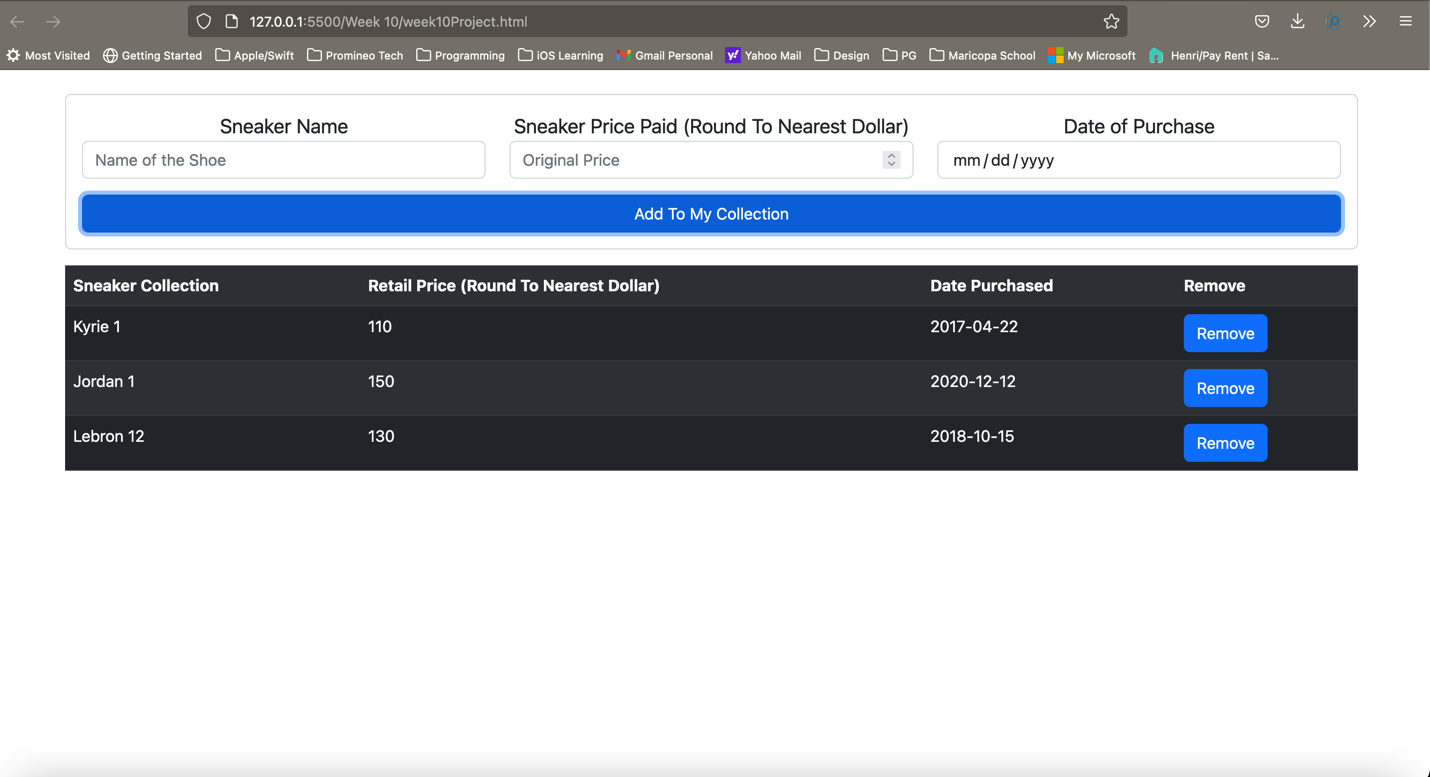 127.0.0.1:5500/Week 10/week10Project.html
Most Visited Getting Started Apple/Swift Promineo Tech Programming iOS Learning Gmail Personal Yahoo Mail Design PG Maricopa School My Microsoft Henri/Pay Rent | Sa...
Sneaker Name Sneaker Price Paid (Round To Nearest Dollar) Date of Purchase
Name of the Shoe Original Price mm/dd/yyyy
Add To My Collection
Sneaker Collection Retail Price (Round To Nearest Dollar) Date Purchased Remove
Kyrie 1 110 2017-04-22 Remove
Jordan 1 150 2020-12-12 Remove
Lebron 12 130 2018-10-15 Remove